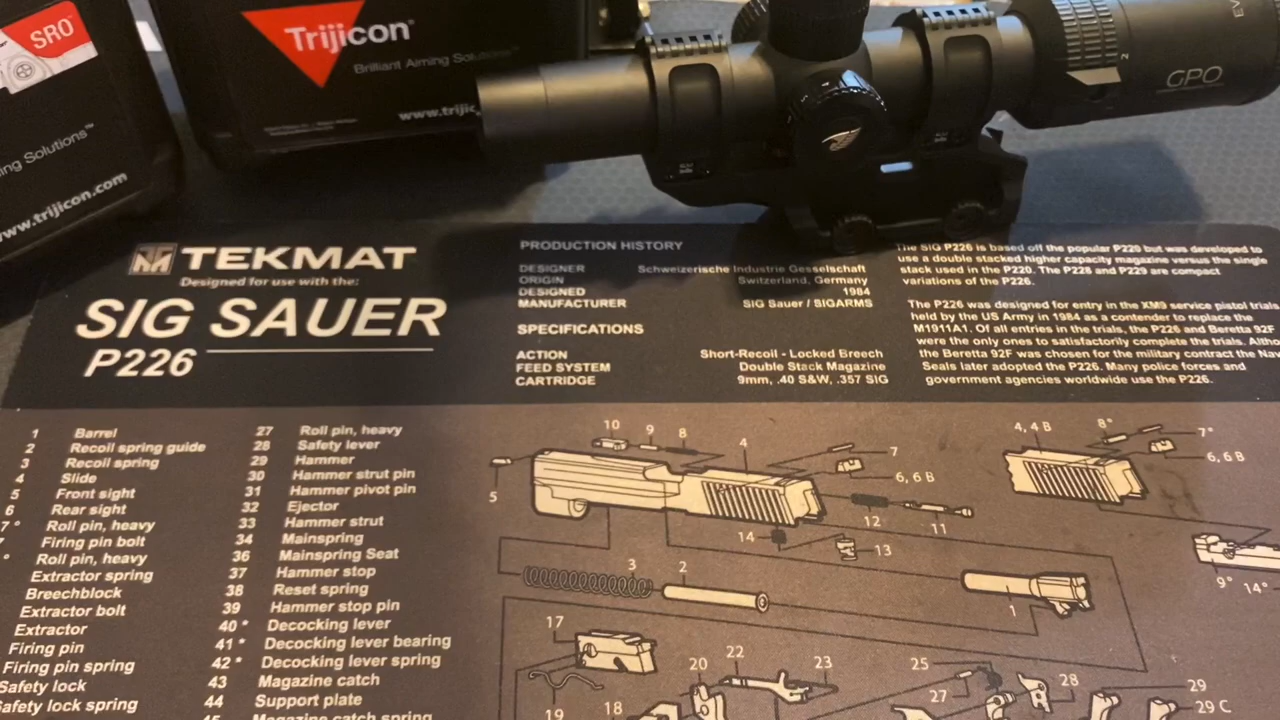 SRO
Trijicon
Brilliant Aiming Solutions
www.trijic
ing Solutions™
www.trijicon.com
GPO
2
EV
TEKMAT
Designed for use with the:
SIG SAUER
P226
PRODUCTION HISTORY
DESIGNER Schweizerische Industrie Gesselschaft
ORIGIN Switzerland, Germany
DESIGNED 1984
MANUFACTURER SIG Sauer / SIGARMS
SPECIFICATIONS
ACTION Short-Recoil - Locked Breech
FEED SYSTEM Double Stack Magazine
CARTRIDGE 9mm, .40 S&W, .357 SIG
The SIG P226 is based off the popular P220 but was developed to
use a double stacked higher capacity magazine versus the single
stack used in the P220. The P228 and P229 are compact
variations of the P226.
The P226 was designed for entry in the XM9 service pistol trials
held by the US Army in 1984 as a contender to replace the
M1911A1. Of all entries in the trials, the P226 and Beretta 92F
were the only ones to satisfactorily complete the trials. Altho
the Beretta 92F was chosen for the military contract the Nav
Seals later adopted the P226. Many police forces and
government agencies worldwide use the P226.
1 Barrel
2 Recoil spring guide
3 Recoil spring
4 Slide
5 Front sight
6 Rear sight
7 * Roll pin, heavy
Firing pin bolt
* Roll pin, heavy
Extractor spring
Breechblock
Extractor bolt
Extractor
Firing pin
Firing pin spring
Safety lock
afety lock spring
27 Roll pin, heavy
28 Safety lever
29 Hammer
30 Hammer strut pin
31 Hammer pivot pin
32 Ejector
33 Hammer strut
34 Mainspring
36 Mainspring Seat
37 Hammer stop
38 Reset spring
39 Hammer stop pin
40 * Decocking lever
41 * Decocking lever bearing
42 * Decocking lever spring
43 Magazine catch
44 Support plate
45 Magazine catch spring
10
9
8
4
7
6, 6 B
5
12
11
14
13
3
2
1
17
20
22
23
19
18
25
27
28
29
29 C
4, 4 B
8*
7*
6, 6 B
9*
14*